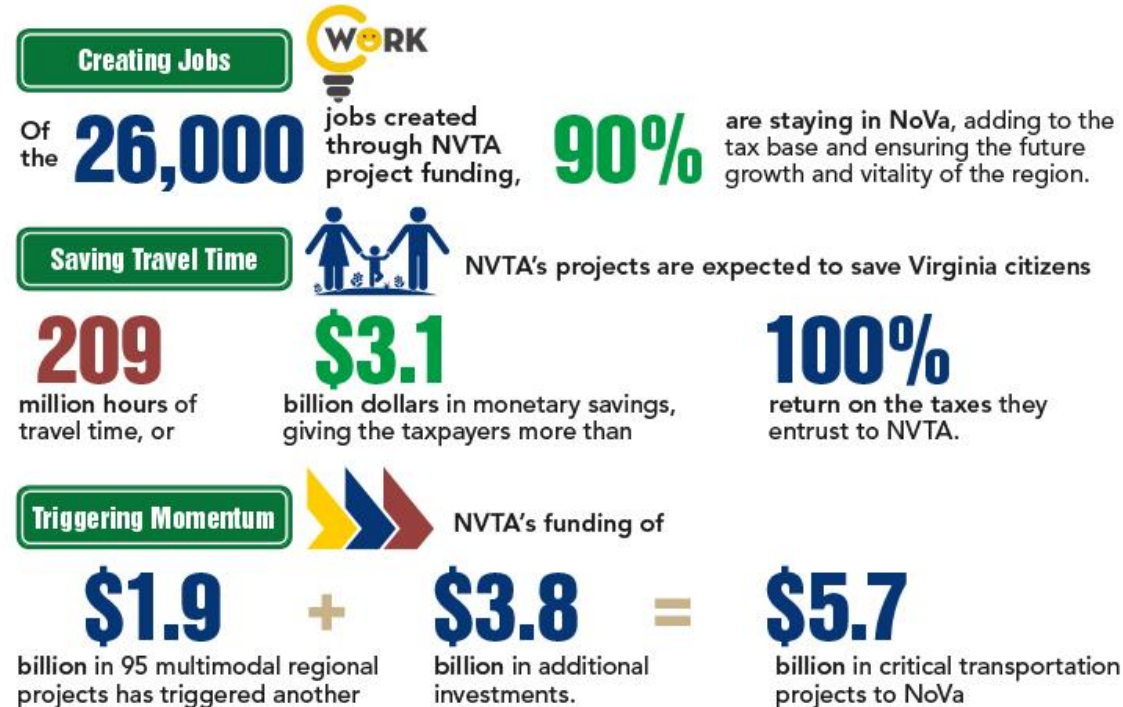 Creating Jobs
WORK
Of the
26,000
jobs created
through NVTA
project funding,
90%
are staying in NoVa, adding to the
tax base and ensuring the future
growth and vitality of the region.
Saving Travel Time
NVTA's projects are expected to save Virginia citizens
209
million hours of
travel time, or
$3.1
billion dollars in monetary savings,
giving the taxpayers more than
100%
return on the taxes they
entrust to NVTA.
Triggering Momentum
NVTA's funding of
$1.9
billion in 95 multimodal regional
projects has triggered another
+
$3.8
billion in additional
investments.
=
$5.7
billion in critical transportation
projects to NoVa